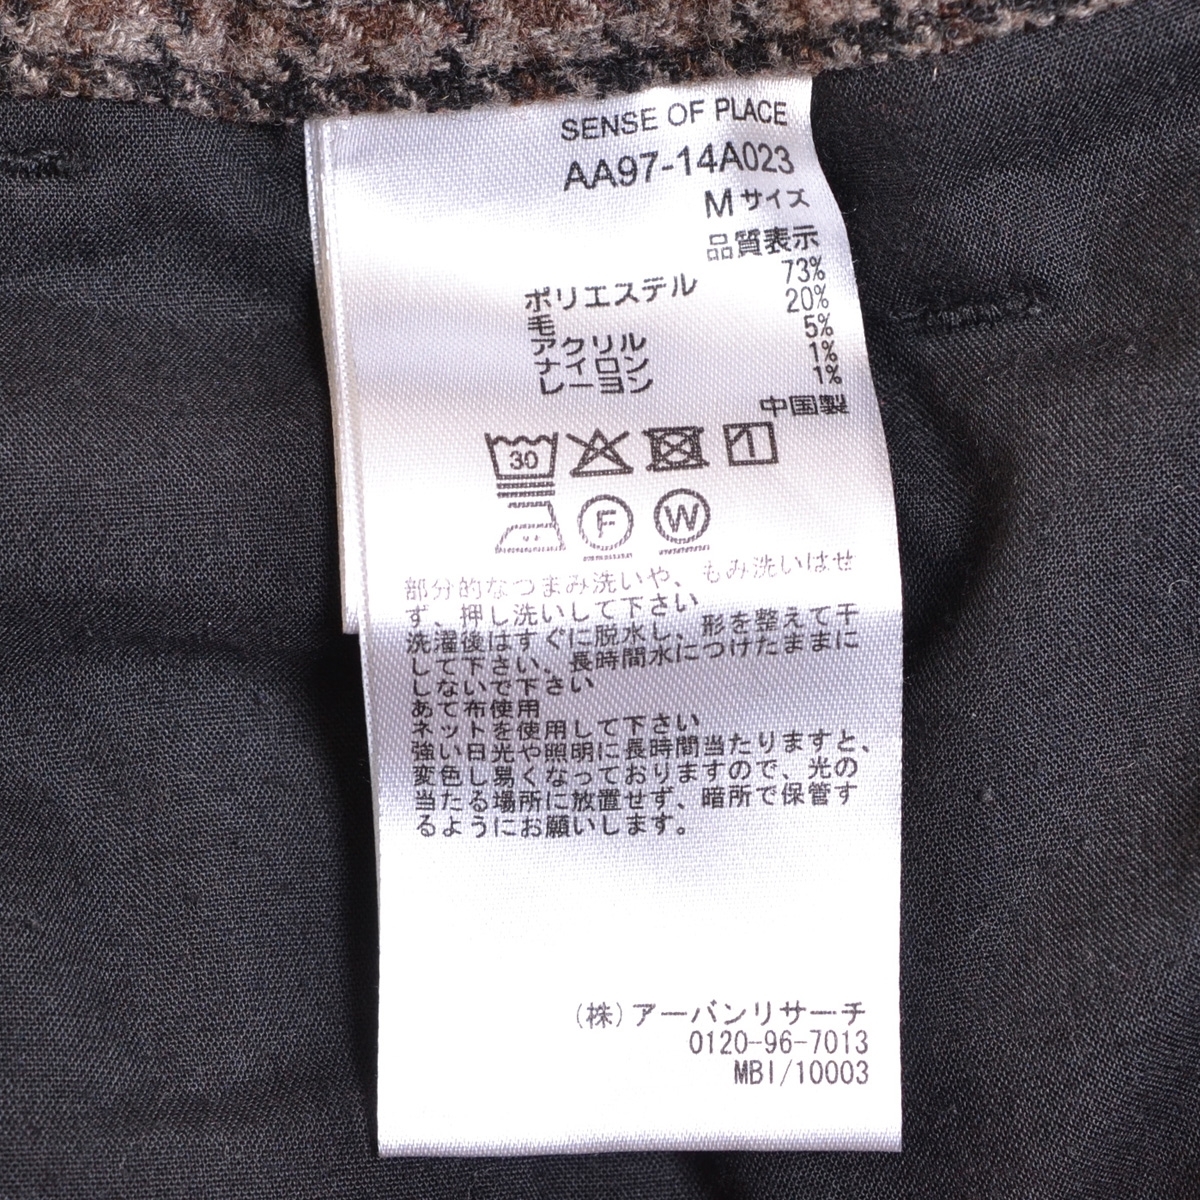 SENSE OF PLACE
AA97-14A023
Mサイズ
品質表示
ポリエステル 73%
毛 20%
アクリル 5%
ナイロン 1%
レーヨン 1%
中国製
30
F W
部分的なつまみ洗いや、もみ洗いはせ
ず、押し洗いして下さい
洗濯後はすぐに脱水し、形を整えて干
して下さい、長時間水につけたままに
しないで下さい
あて布使用
ネットを使用して下さい
強い日光や照明に長時間当たりますと、
変色し易くなっておりますので、光の
当たる場所に放置せず、暗所で保管す
るようにお願いします。
(株)アーバンリサーチ
0120-96-7013
MBI/10003